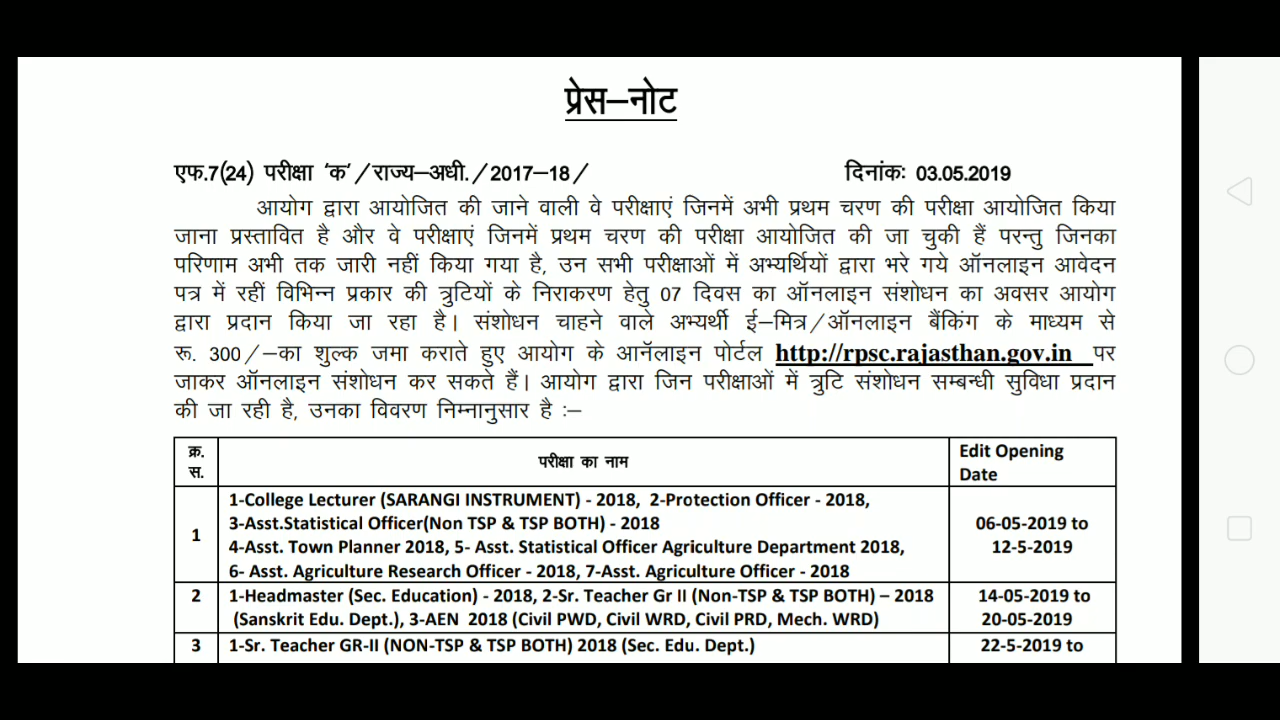 प्रेस–नोट
एफ.7(24) परीक्षा ‘क’/राज्य–अधी./2017–18/ दिनांकः 03.05.2019
आयोग द्वारा आयोजित की जाने वाली वे परीक्षाएं जिनमें अभी प्रथम चरण की परीक्षा आयोजित किया
जाना प्रस्तावित है और वे परीक्षाएं जिनमें प्रथम चरण की परीक्षा आयोजित की जा चुकी हैं परन्तु जिनका
परिणाम अभी तक जारी नहीं किया गया है, उन सभी परीक्षाओं में अभ्यर्थियों द्वारा भरे गये ऑनलाइन आवेदन
पत्र में रहीं विभिन्न प्रकार की त्रुटियों के निराकरण हेतु 07 दिवस का ऑनलाइन संशोधन का अवसर आयोग
द्वारा प्रदान किया जा रहा है। संशोधन चाहने वाले अभ्यर्थी ई–मित्र/ऑनलाइन बैंकिंग के माध्यम से
रू. 300/–का शुल्क जमा कराते हुए आयोग के आनॅलाइन पोर्टल http://rpsc.rajasthan.gov.in पर
जाकर ऑनलाइन संशोधन कर सकते हैं। आयोग द्वारा जिन परीक्षाओं में त्रुटि संशोधन सम्बन्धी सुविधा प्रदान
की जा रही है, उनका विवरण निम्नानुसार है :–
क्र. स. परीक्षा का नाम Edit Opening Date
1 1-College Lecturer (SARANGI INSTRUMENT) - 2018, 2-Protection Officer - 2018,
3-Asst.Statistical Officer(Non TSP & TSP BOTH) - 2018 06-05-2019 to
4-Asst. Town Planner 2018, 5- Asst. Statistical Officer Agriculture Department 2018, 12-5-2019
6- Asst. Agriculture Research Officer - 2018, 7-Asst. Agriculture Officer - 2018
2 1-Headmaster (Sec. Education) - 2018, 2-Sr. Teacher Gr II (Non-TSP & TSP BOTH) – 2018 14-05-2019 to
(Sanskrit Edu. Dept.), 3-AEN 2018 (Civil PWD, Civil WRD, Civil PRD, Mech. WRD) 20-05-2019
3 1-Sr. Teacher GR-II (NON-TSP & TSP BOTH) 2018 (Sec. Edu. Dept.) 22-5-2019 to